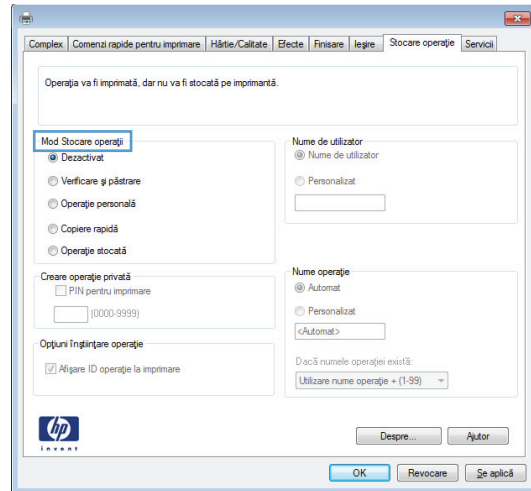 Complex Comenzi rapide pentru imprimare Hârtie/Calitate Efecte Finisare Ieşire Stocare operaţie Servicii
Operaţia va fi imprimată, dar nu va fi stocată pe imprimantă.
Mod Stocare operaţii
Dezactivat
Verificare şi păstrare
Operaţie personală
Copiere rapidă
Operaţie stocată
Nume de utilizator
Nume de utilizator
Personalizat
Creare operaţie privată
PIN pentru imprimare
(0000-9999)
Nume operaţie
Automat
Personalizat
<Automat>
Dacă numele operaţiei există:
Utilizare nume operaţie + (1-99)
Opţiuni înştiinţare operaţie
Afişare ID operaţie la imprimare
hp
invent
Despre... Ajutor
OK Revocare Se aplică